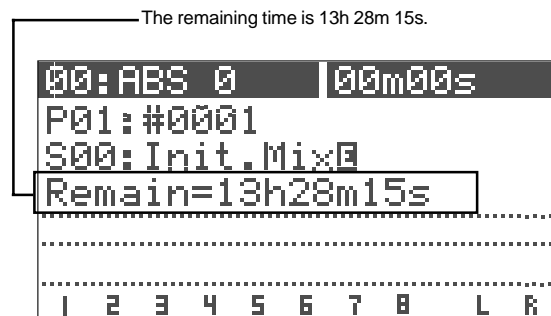 The remaining time is 13h 28m 15s.
00:ABS 0 00m00s
P01:#0001
S00:Init.MixE
Remain=13h28m15s
1 2 3 4 5 6 7 8 L R